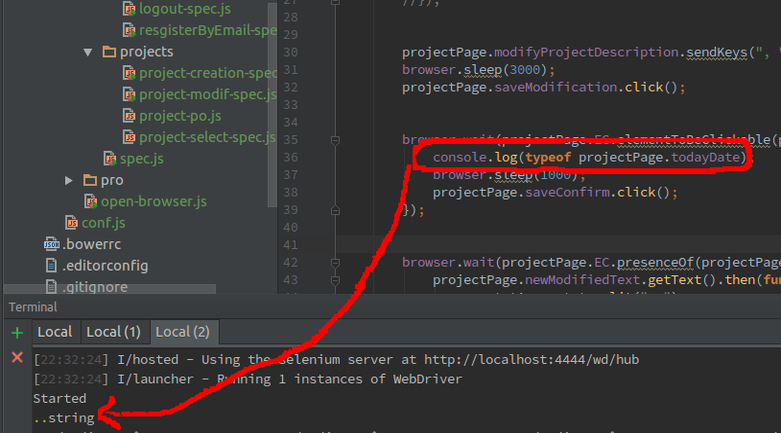 logout-spec.js
resgisterByEmail-spec
projects
project-creation-spec
project-modif-spec.js
project-po.js
project-select-spec.js
spec.js
pro
open-browser.js
conf.js
.bowerrc
.editorconfig
.gitignore
27 //});
28
29
30 projectPage.modifyProjectDescription.sendKeys(", 
31 browser.sleep(3000);
32 projectPage.saveModification.click();
33
34
35 browser.wait(projectPage.EC.elementToBeClickable(p
36 console.log(typeof projectPage.todayDate)
37 browser.sleep(1000);
38 projectPage.saveConfirm.click();
39 });
40
41
42 browser.wait(projectPage.EC.presenceOf(projectPage
43 projectPage.newModifiedText.getText().then(fun
Terminal
Local Local (1) Local (2)
[22:32:24] I/hosted - Using the Selenium server at http://localhost:4444/wd/hub
[22:32:24] I/launcher - Running 1 instances of WebDriver
Started
..string